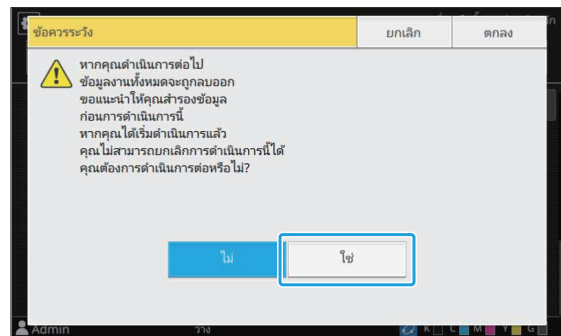 ข้อควรระวัง
ยกเลิก
ตกลง
หากคุณดำเนินการต่อไป
ข้อมูลงานทั้งหมดจะถูกลบออก
ขอแนะนำให้คุณสำรองข้อมูล
ก่อนการดำเนินการนี้
หากคุณได้เริ่มดำเนินการแล้ว
คุณไม่สามารถยกเลิกการดำเนินการนี้ได้
คุณต้องการดำเนินการต่อหรือไม่?
ไม่
ใช่
Admin
ว่าง
K C M Y G